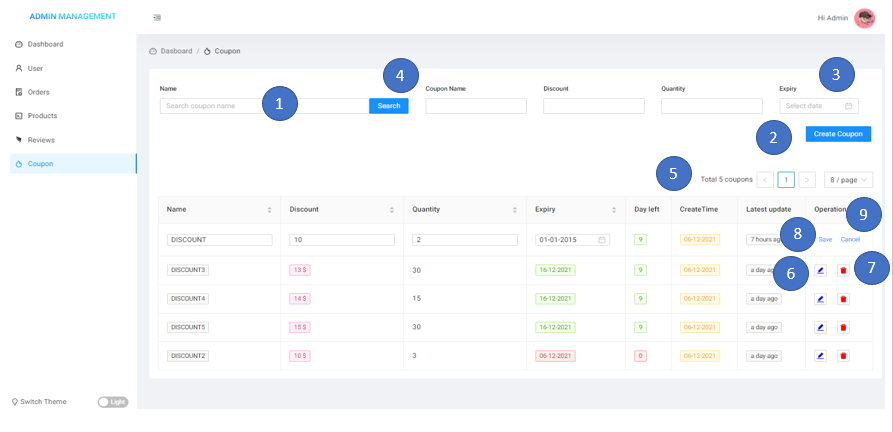 ADMIN MANAGEMENT
Hi Admin
Dashboard
User
Orders
Products
Reviews
Coupon
Switch Theme
Light
Dasboard / Coupon
4
3
Name
Coupon Name
Discount
Quantity
Expiry
Search coupon name
1
Search
Select date
2
Create Coupon
5
Total 5 coupons
<
1
>
8 / page
Name
Discount
Quantity
Expiry
Day left
CreateTime
Latest update
Operation
9
DISCOUNT
10
2
01-01-2015
9
06-12-2021
7 hours ago
8
Save
Cancel
DISCOUNT3
13 $
30
16-12-2021
9
06-12-2021
a day ago
6
7
DISCOUNT4
14 $
15
16-12-2021
9
06-12-2021
a day ago
DISCOUNT5
15 $
30
16-12-2021
9
06-12-2021
a day ago
DISCOUNT2
10 $
3
06-12-2021
0
06-12-2021
a day ago